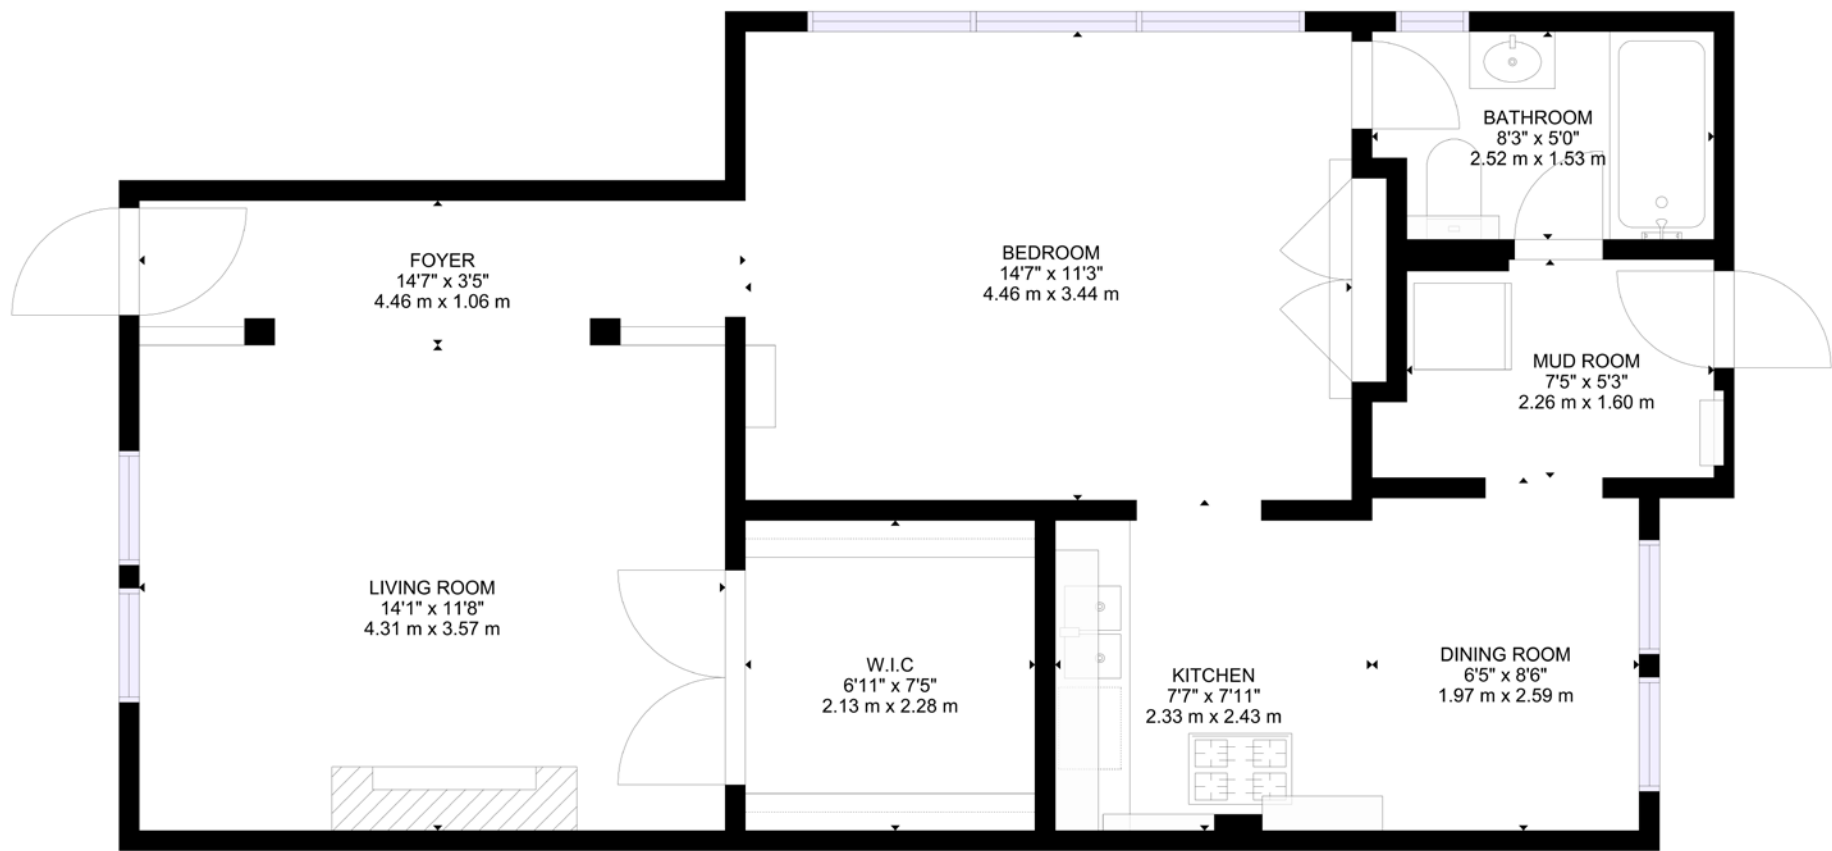 BATHROOM
8'3" x 5'0"
2.52 m x 1.53 m
FOYER
14'7" x 3'5"
4.46 m x 1.06 m
BEDROOM
14'7" x 11'3"
4.46 m x 3.44 m
MUD ROOM
7'5" x 5'3"
2.26 m x 1.60 m
LIVING ROOM
14'1" x 11'8"
4.31 m x 3.57 m
W.I.C
6'11" x 7'5"
2.13 m x 2.28 m
KITCHEN
7'7" x 7'11"
2.33 m x 2.43 m
DINING ROOM
6'5" x 8'6"
1.97 m x 2.59 m